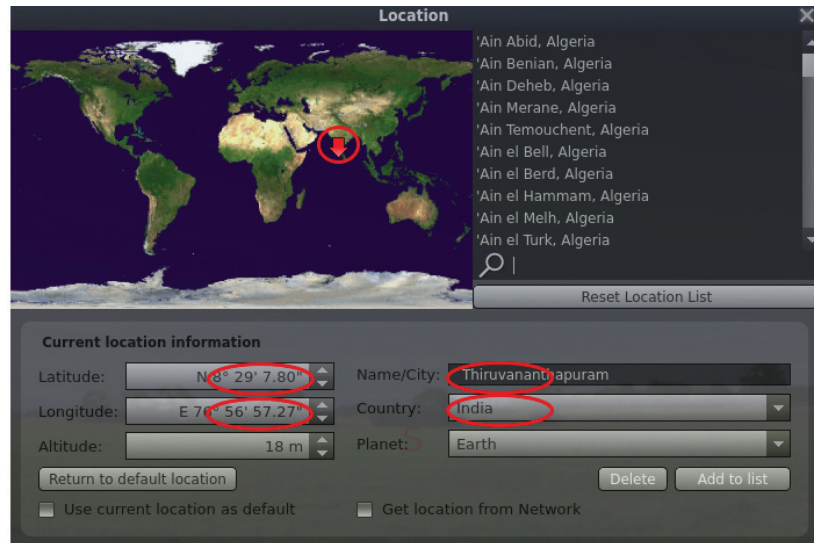 Location
'Ain Abid, Algeria
'Ain Benian, Algeria
'Ain Deheb, Algeria
'Ain Merane, Algeria
'Ain Temouchent, Algeria
'Ain el Bell, Algeria
'Ain el Berd, Algeria
'Ain el Hammam, Algeria
'Ain el Melh, Algeria
'Ain el Turk, Algeria
Reset Location List
Current location information
Latitude: N 8° 29' 7.80" Name/City: Thiruvananthapuram
Longitude: E 76° 56' 57.27" Country: India
Altitude: 18 m Planet: Earth
S
Return to default location Delete Add to list
Use current location as default Get location from Network